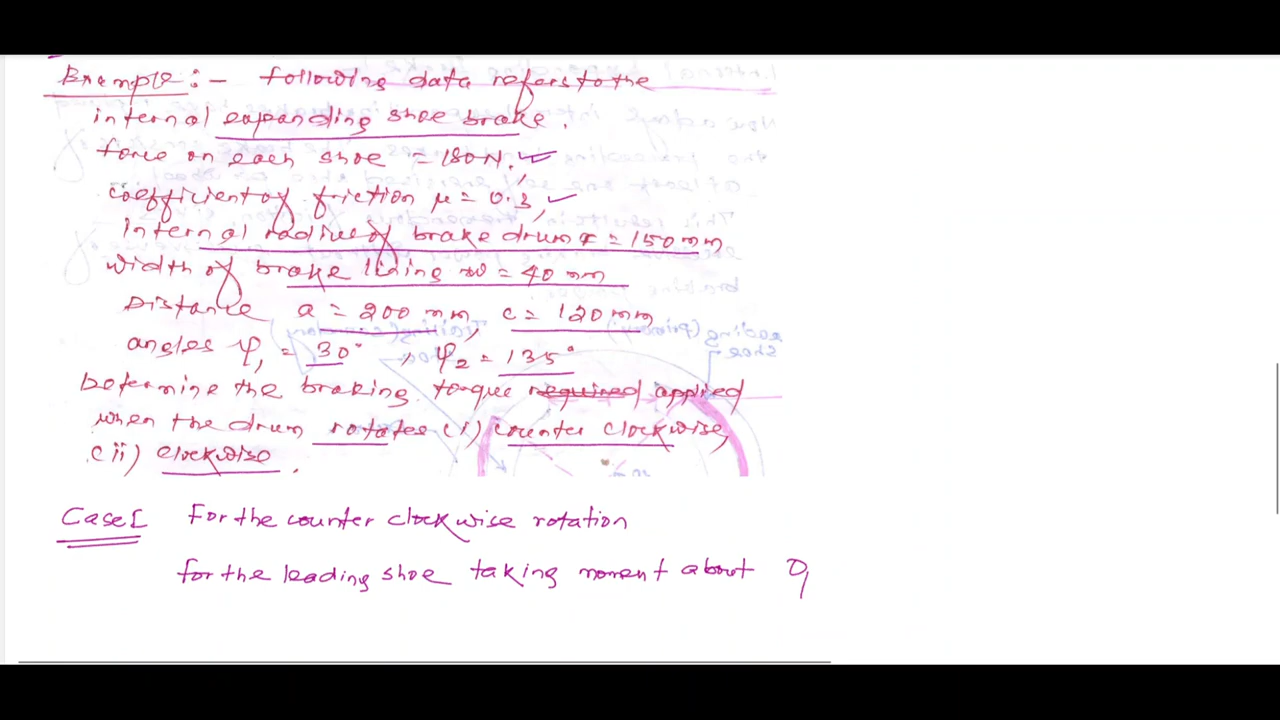 Example :- following data refers to the
internal expanding shoe brake.
force on each shoe = 180N.
coefficient of friction μ = 0.3,
Internal radius of brake drum r = 150 mm
width of brake lining w = 40 mm
Distance a = 200 mm, c = 120 mm
angles φ₁ = 30°, φ₂ = 135°
Determine the braking torque required applied
when the drum rotates (i) counter clockwise,
(ii) clockwise.
Case I For the counter clockwise rotation
for the leading shoe taking moment about O₁